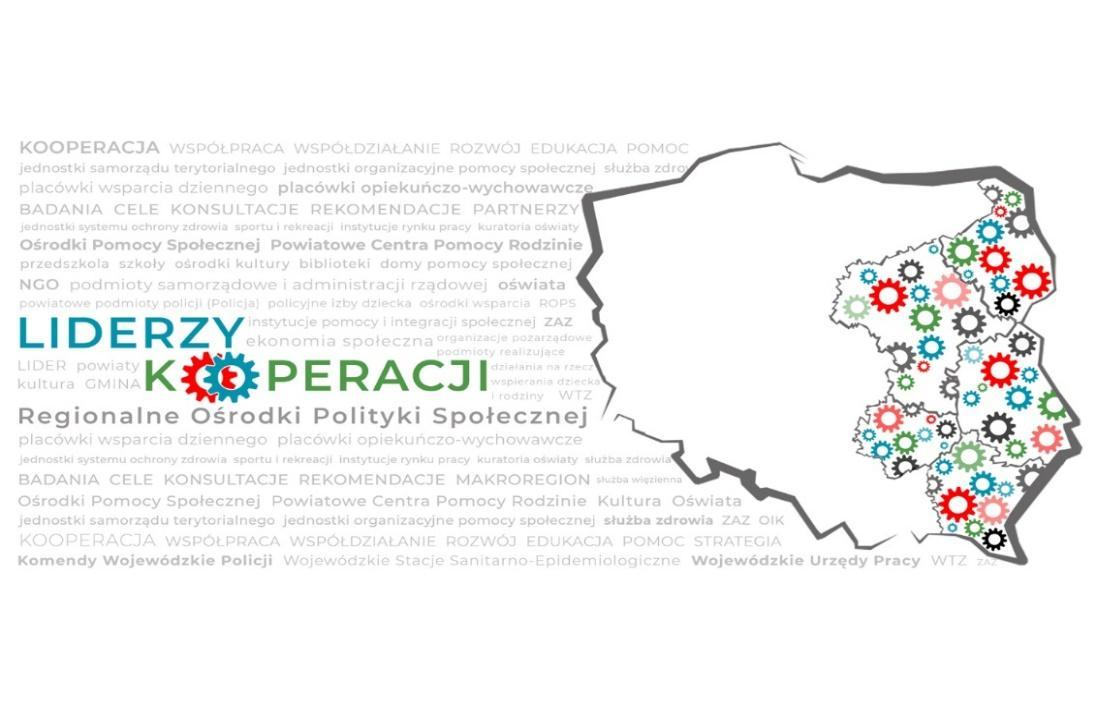 KOOPERACJA WSPÓŁPRACA WSPÓŁDZIAŁANIE ROZWÓJ EDUKACJA POMOC
jednostki samorządu terytorialnego jednostki organizacyjne pomocy społecznej służba zdro
placówki wsparcia dziennego placówki opiekuńczo-wychowawcze
BADANIA CELE KONSULTACJE REKOMENDACJE PARTNERZY
jednostki systemu ochrony zdrowia sportu i rekreacji instytucje rynku pracy kuratoria oświaty
Ośrodki Pomocy Społecznej Powiatowe Centra Pomocy Rodzinie
przedszkola szkoły ośrodki kultury biblioteki domy pomocy społecznej
NGO podmioty samorządowe i administracji rządowej oświata
powiatowe podmioty policji (Policja) policyjne izby dziecka ośrodki wsparcia ROPS
LIDERZY instytucje pomocy i integracji społecznej ZAZ
ekonomia społeczna organizacje pozarządowe
podmioty realizujące
LIDER powiaty KOOPERACJI działania na rzecz
kultura GMINA wspierania dziecka
i rodziny WTZ
Regionalne Ośrodki Polityki Społecznej
placówki wsparcia dziennego placówki opiekuńczo-wychowawcze
jednostki systemu ochrony zdrowia sportu i rekreacji instytucje rynku pracy kuratoria oświaty służba zdrowia
BADANIA CELE KONSULTACJE REKOMENDACJE MAKROREGION służba więzienna
Ośrodki Pomocy Społecznej Powiatowe Centra Pomocy Rodzinie Kultura Oświata
jednostki samorządu terytorialnego jednostki organizacyjne pomocy społecznej służba zdrowia ZAZ OIK
KOOPERACJA WSPÓŁPRACA WSPÓŁDZIAŁANIE ROZWÓJ EDUKACJA POMOC STRATEGIA
Komendy Wojewódzkie Policji Wojewódzkie Stacje Sanitarno-Epidemiologiczne Wojewódzkie Urzędy Pracy WTZ ZAZ